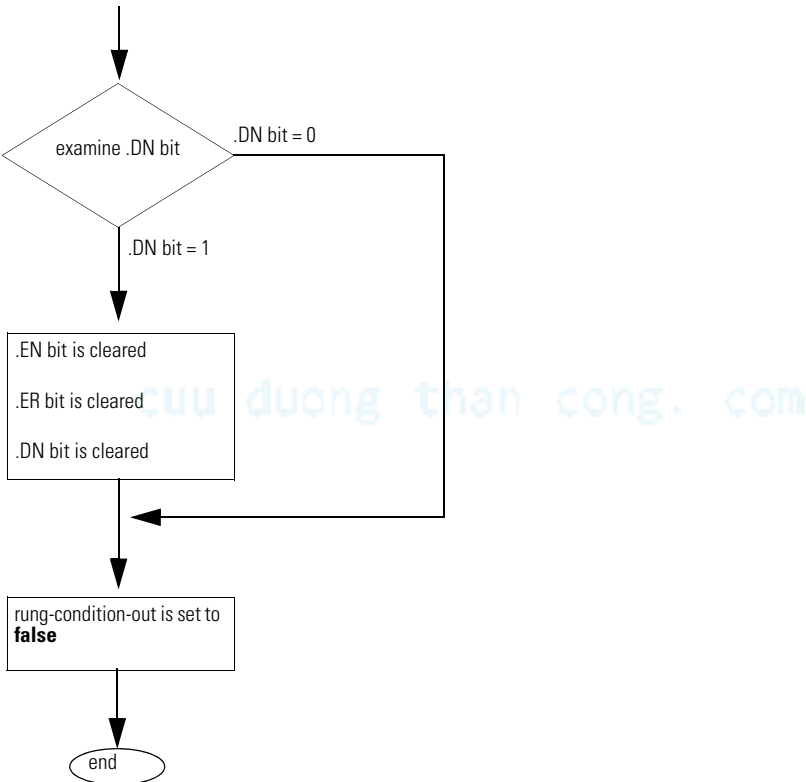 examine .DN bit
.DN bit = 0
.DN bit = 1
.EN bit is cleared
.ER bit is cleared
cuu duong than cong. com
.DN bit is cleared
rung-condition-out is set to
false
end